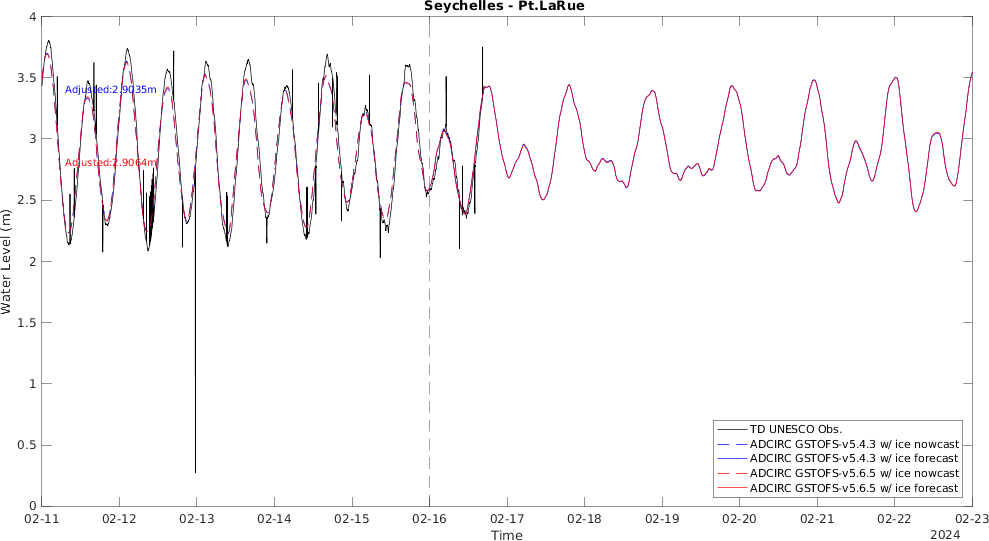 Seychelles - Pt.LaRue
4
3.5
3
2.5
2
1.5
1
0.5
0
Water Level (m)
Adjusted:2.9035m
Adjusted:2.9064m
TD UNESCO Obs.
ADCIRC GSTOFS-v5.4.3 w/ ice nowcast
ADCIRC GSTOFS-v5.4.3 w/ ice forecast
ADCIRC GSTOFS-v5.6.5 w/ ice nowcast
ADCIRC GSTOFS-v5.6.5 w/ ice forecast
02-11 02-12 02-13 02-14 02-15 02-16 02-17 02-18 02-19 02-20 02-21 02-22 02-23
Time
2024